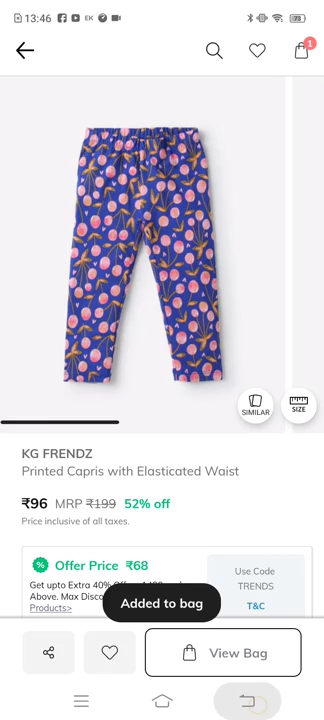 13:46
EK
1
SIMILAR
SIZE
KG FRENDZ
Printed Capris with Elasticated Waist
₹96 MRP ₹199 52% off
Price inclusive of all taxes.
% Offer Price ₹68
Get upto Extra 40%
Above. Max
Products>
Use Code
TRENDS
T&C
Added to bag
View Bag